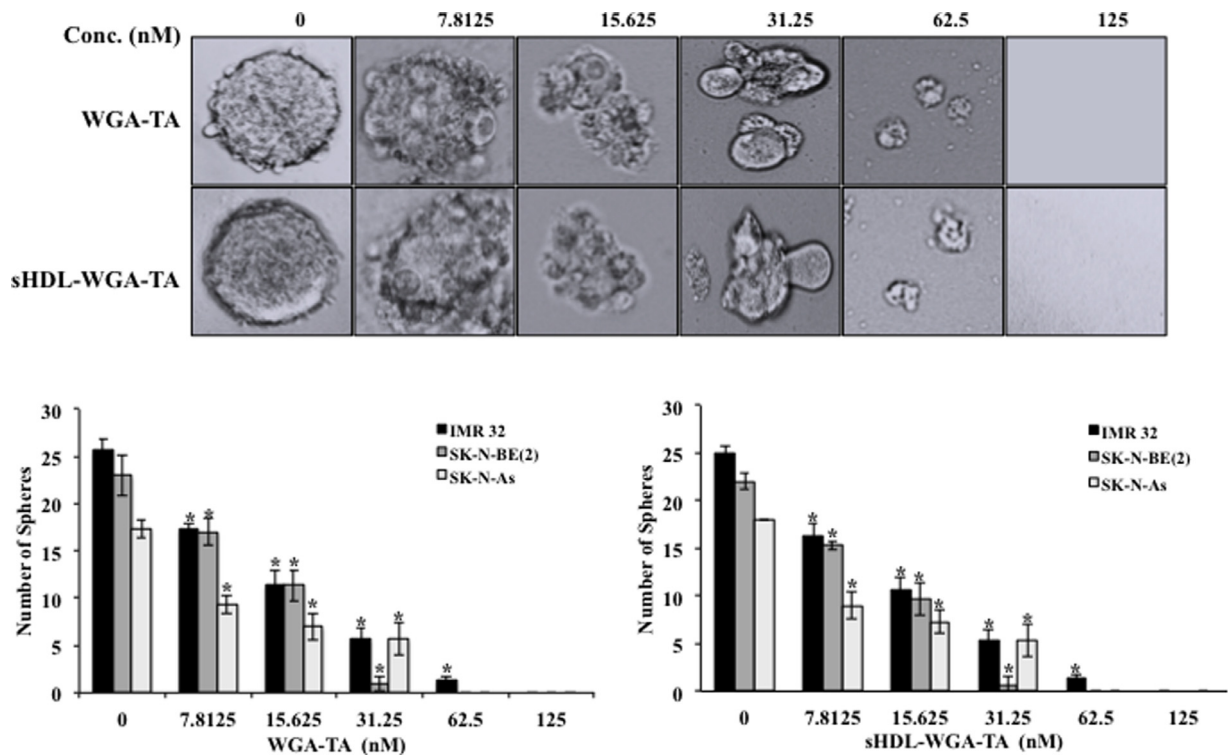 Conc. (nM) 0 7.8125 15.625 31.25 62.5 125
WGA-TA
sHDL-WGA-TA
Number of Spheres
30
25
20
15
10
5
0
IMR 32
SK-N-BE(2)
SK-N-As
* *
*
* *
*
*
*
*
*
0 7.8125 15.625 31.25 62.5 125
WGA-TA (nM)
Number of Spheres
30
25
20
15
10
5
0
IMR 32
SK-N-BE(2)
SK-N-As
*
*
*
*
*
*
*
*
*
*
0 7.8125 15.625 31.25 62.5 125
sHDL-WGA-TA (nM)